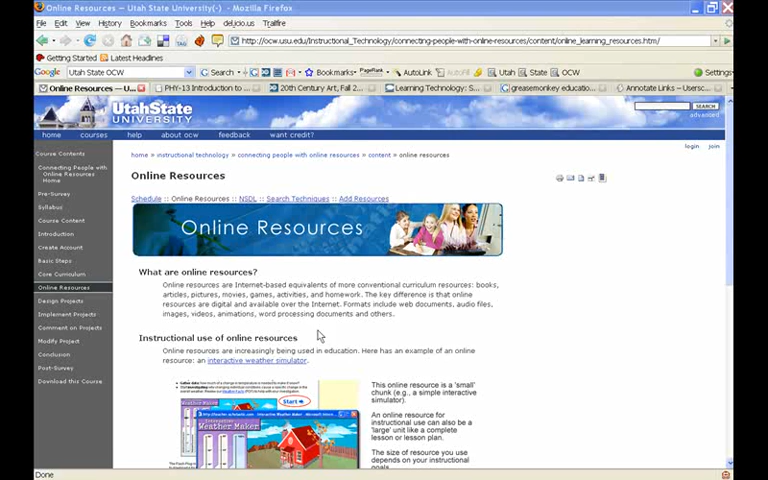 Online Resources — Utah State University(-) - Mozilla Firefox
File Edit View History Bookmarks Tools Help del.icio.us Trailfire
http://ocw.usu.edu/Instructional_Technology/connecting-people-with-online-resources/content/online_learning_resources.htm/
Getting Started Latest Headlines
Google Utah State OCW Search Bookmarks PageRank AutoLink AutoFill Utah State OCW Settings
Online Resources — U... PHY-13 Introduction to ... 20th Century Art, Fall 2... Learning Technology: S... greasemonkey educatio... Annotate Links - Usersc...
UtahState
UNIVERSITY
SEARCH
advanced
home courses help about ocw feedback want credit?
login join
Course Contents
home » instructional technology » connecting people with online resources » content » online resources
Connecting People with
Online Resources
Home
Online Resources
Pre-Survey
Schedule :: Online Resources :: NSDL :: Search Techniques :: Add Resources
Syllabus
Course Content
Online Resources
Introduction
Create Account
Basic Steps
Core Curriculum
Online Resources
Design Projects
Implement Projects
Comment on Projects
Modify Project
Conclusion
Post-Survey
Download this Course
What are online resources?
Online resources are Internet-based equivalents of more conventional curriculum resources: books,
articles, pictures, movies, games, activities, and homework. The key difference is that online
resources are digital and available over the Internet. Formats include web documents, audio files,
images, videos, animations, word processing documents and others.
Instructional use of online resources
Online resources are increasingly being used in education. Here has an example of an online
resource: an interactive weather simulator.
Start
Weather Maker
This online resource is a 'small'
chunk (e.g., a simple interactive
simulator).
An online resource for
instructional use can also be a
'large' unit like a complete
lesson or lesson plan.
The size of resource you use
depends on your instructional
goals.
Done